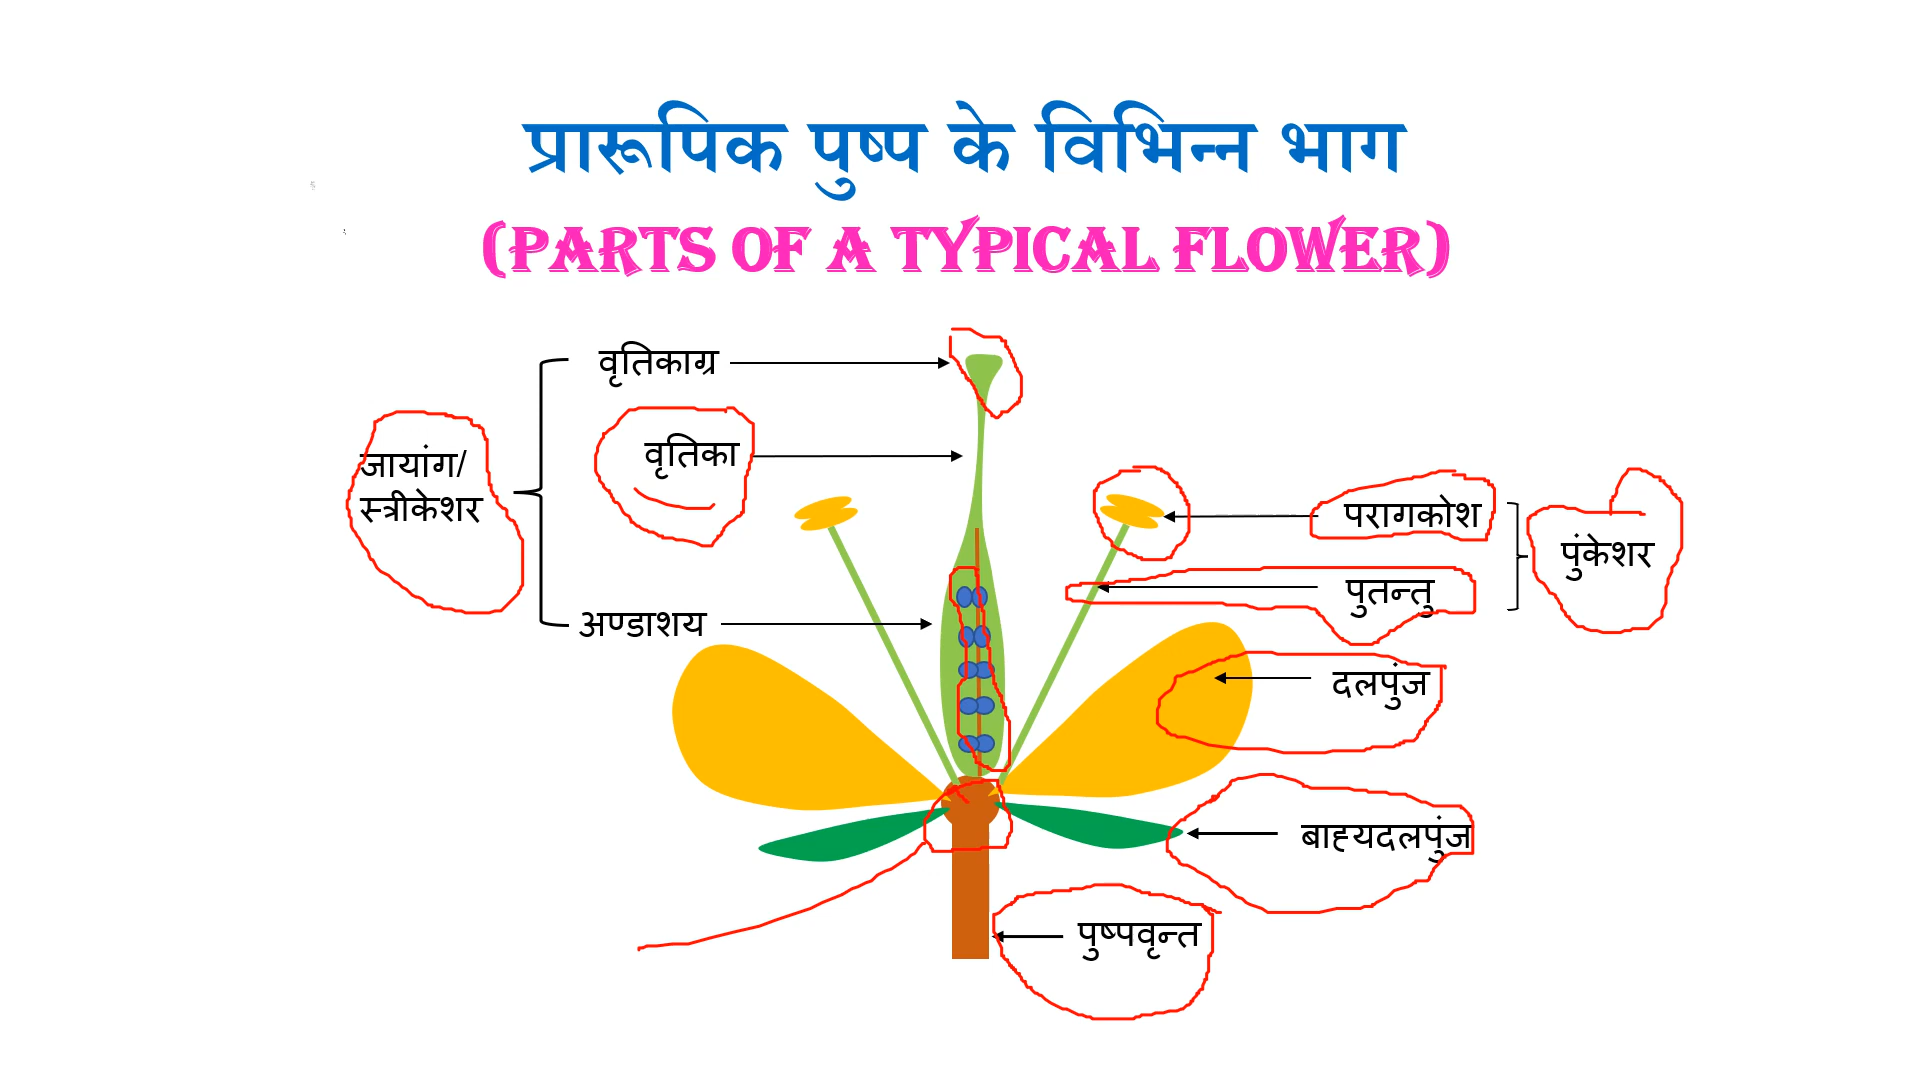 प्रारूपिक पुष्प के विभिन्न भाग
(PARTS OF A TYPICAL FLOWER)
वृतिकाग्र
वृतिका
जायांग/
स्त्रीकेशर
अण्डाशय
परागकोश
पुंकेशर
पुतन्तु
दलपुंज
बाह्यदलपुंज
पुष्पवृन्त